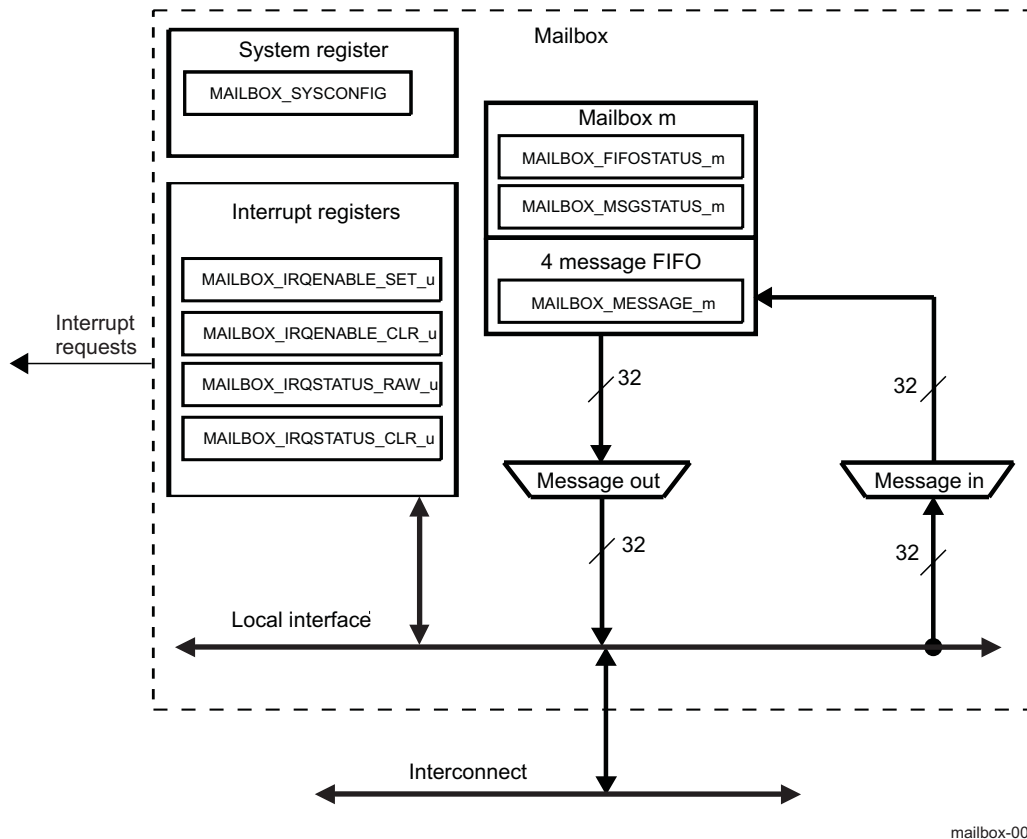 Mailbox
System register
MAILBOX_SYSCONFIG
Mailbox m
MAILBOX_FIFOSTATUS_m
MAILBOX_MSGSTATUS_m
Interrupt registers
4 message FIFO
MAILBOX_MESSAGE_m
MAILBOX_IRQENABLE_SET_u
MAILBOX_IRQENABLE_CLR_u
MAILBOX_IRQSTATUS_RAW_u
MAILBOX_IRQSTATUS_CLR_u
Interrupt
requests
32
32
Message out
Message in
32
32
Local interface
Interconnect
mailbox-00